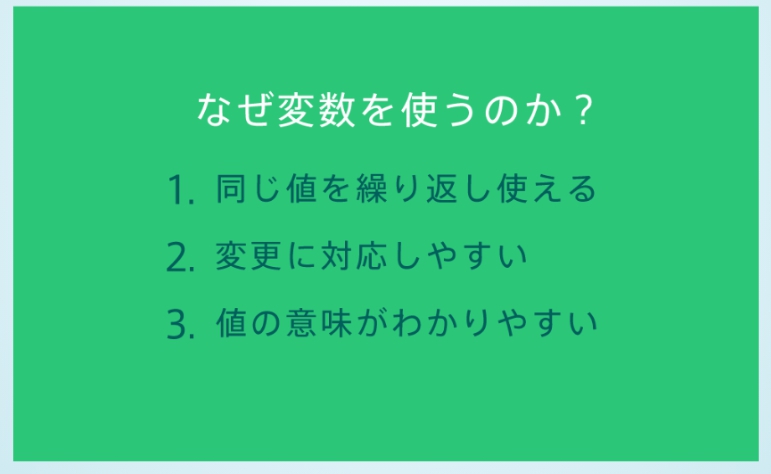 なぜ変数を使うのか？
1. 同じ値を繰り返し使える
2. 変更に対応しやすい
3. 値の意味がわかりやすい